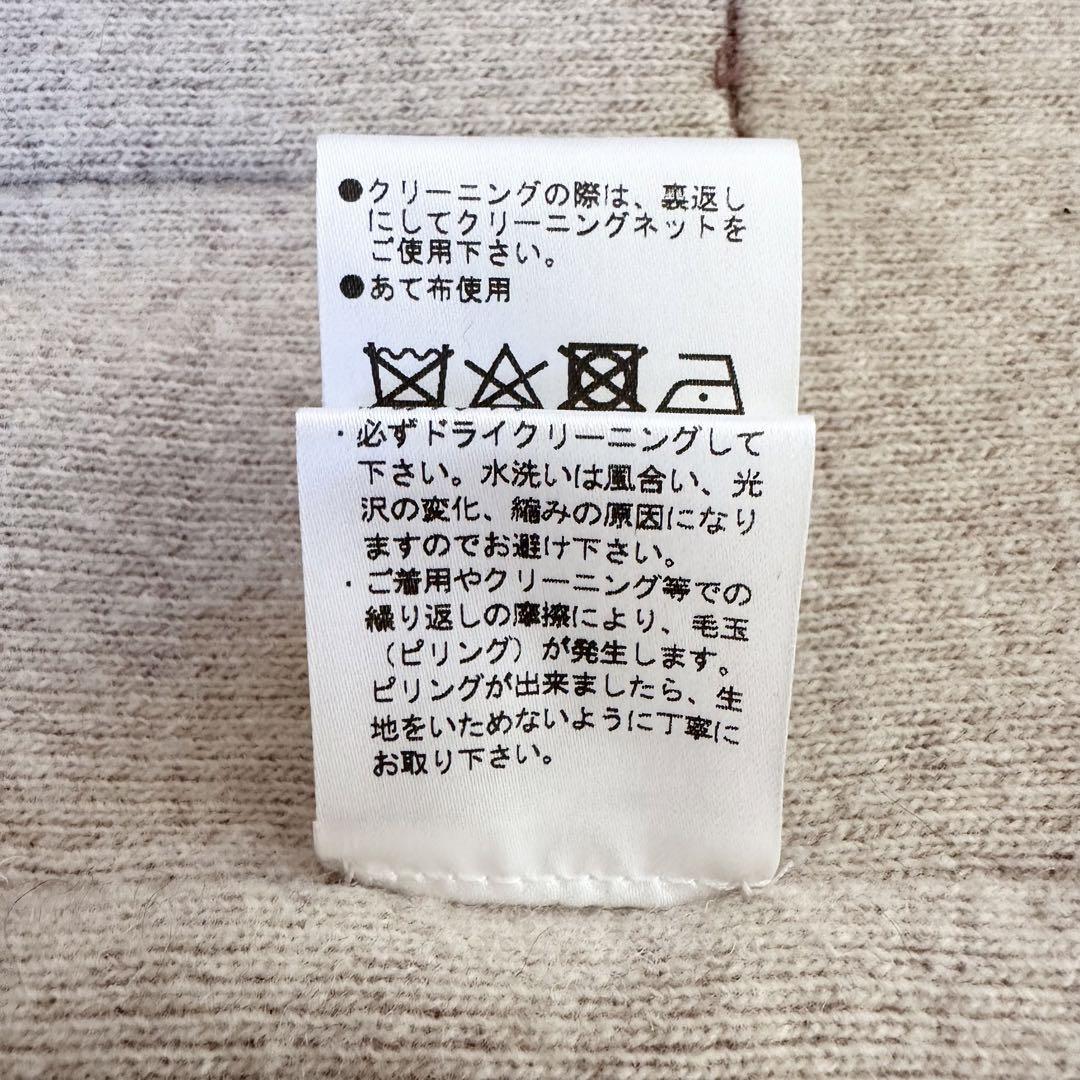 ●クリーニングの際は、裏返し
にしてクリーニングネットを
ご使用下さい。
●あて布使用
・必ずドライクリーニングして
下さい。水洗いは風合い、光
沢の変化、縮みの原因になり
ますのでお避け下さい。
・ご着用やクリーニング等での
繰り返しの摩擦により、毛玉
（ピリング）が発生します。
ピリングが出来ましたら、生
地をいためないように丁寧に
お取り下さい。